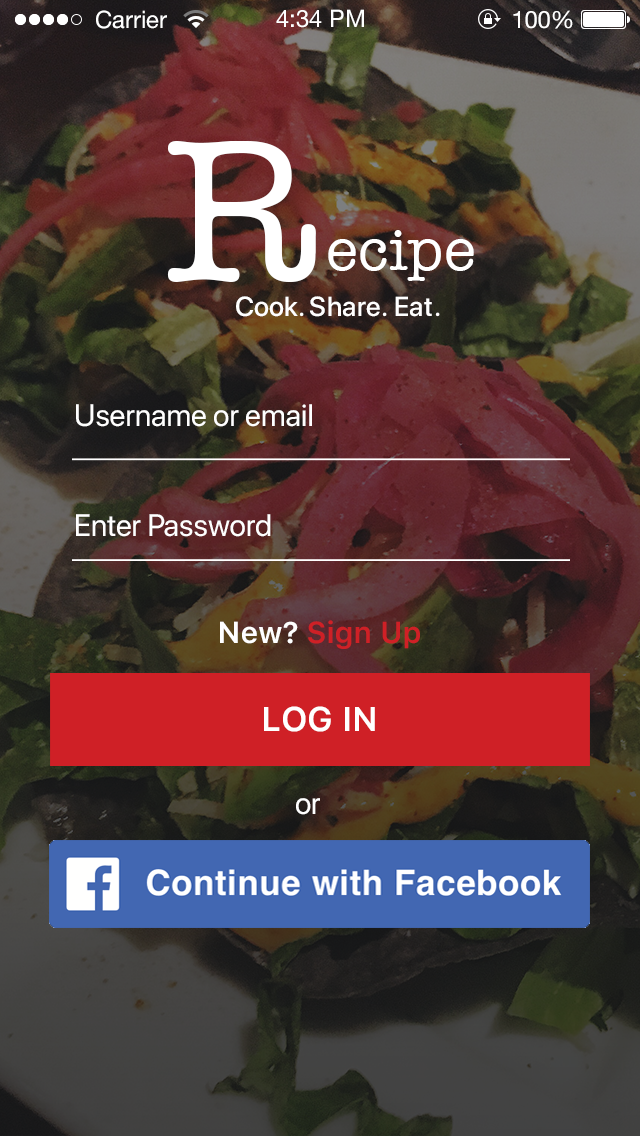 Carrier 4:34 PM 100%
Recipe
Cook. Share. Eat.
Username or email
Enter Password
New? Sign Up
LOG IN
or
f Continue with Facebook